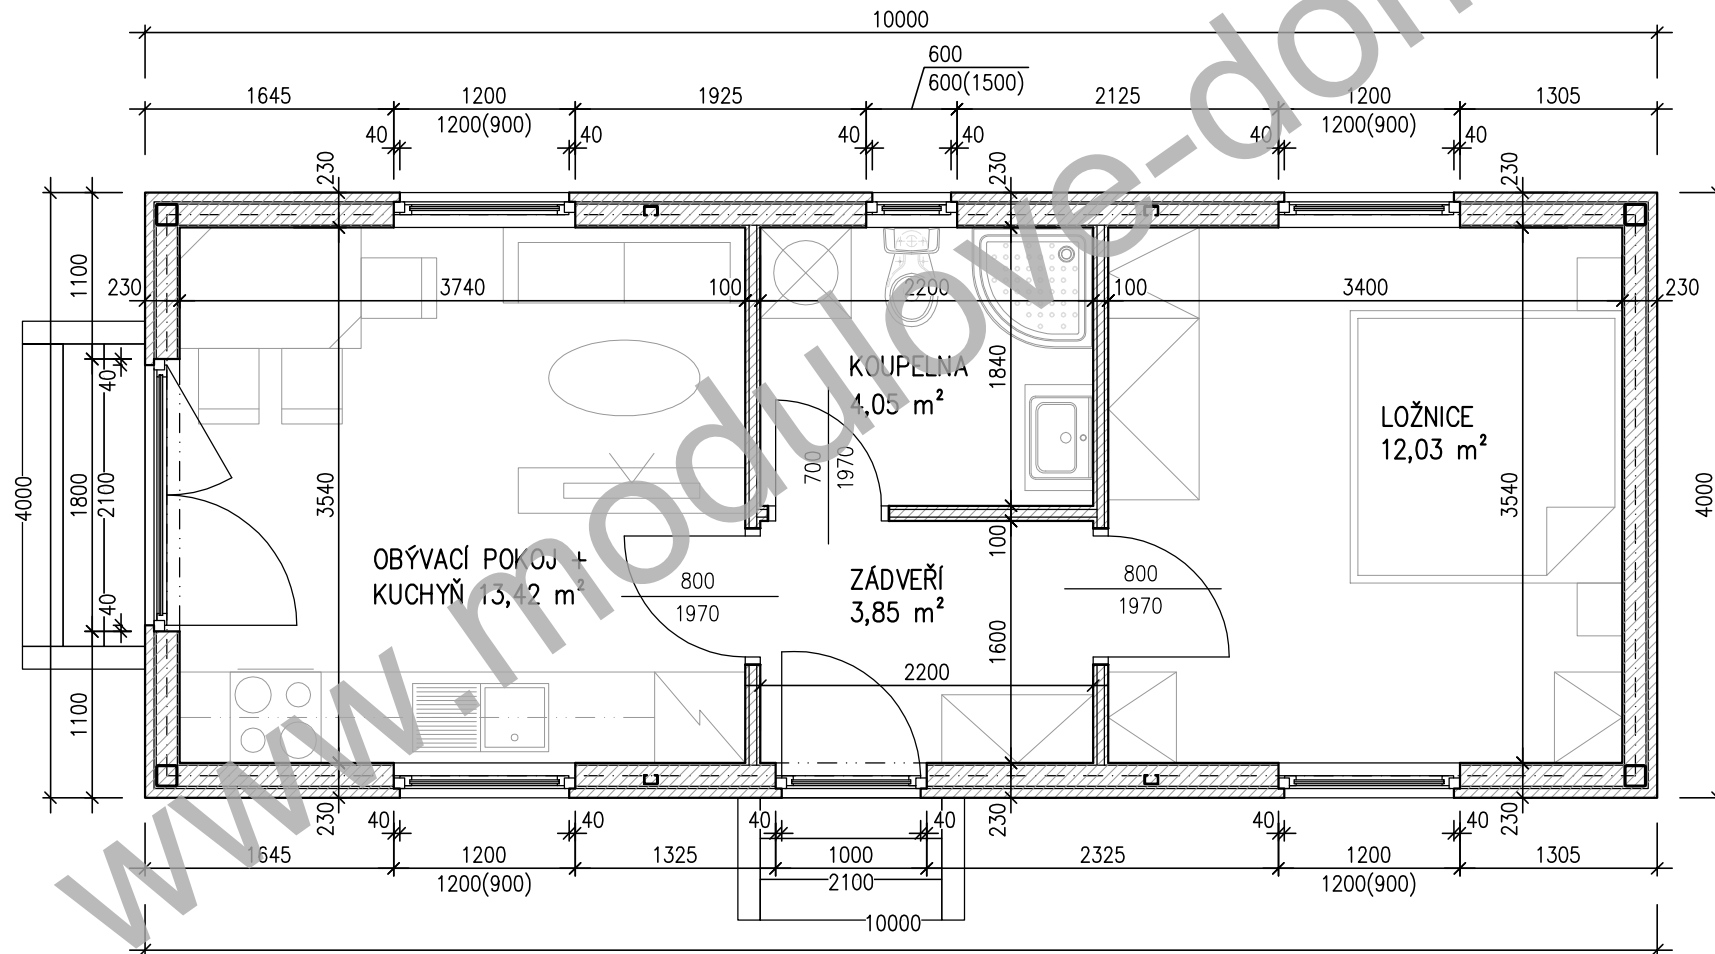 10000
600
600(1500)
1645 1200 1925 2125 1200 1305
1200(900) 1200(900)
40 40 40 40 40 40
230 230 230
1100
230 3740 100 2200 100 3400 230
40
KOUPELNA
4,05 m²
1840
LOŽNICE
12,03 m²
700
1970
4000 1800 2100 3540 3540 4000
OBÝVACÍ POKOJ +
KUCHYŇ 13,42 m²
100
800
1970
ZÁDVEŘÍ
3,85 m²
800
1970
40
1600
2200
1100
230 230 230
40 40 40 40 40 40
1645 1200 1325 1000 2325 1200 1305
1200(900) 2100 1200(900)
10000
www.modulove-dom